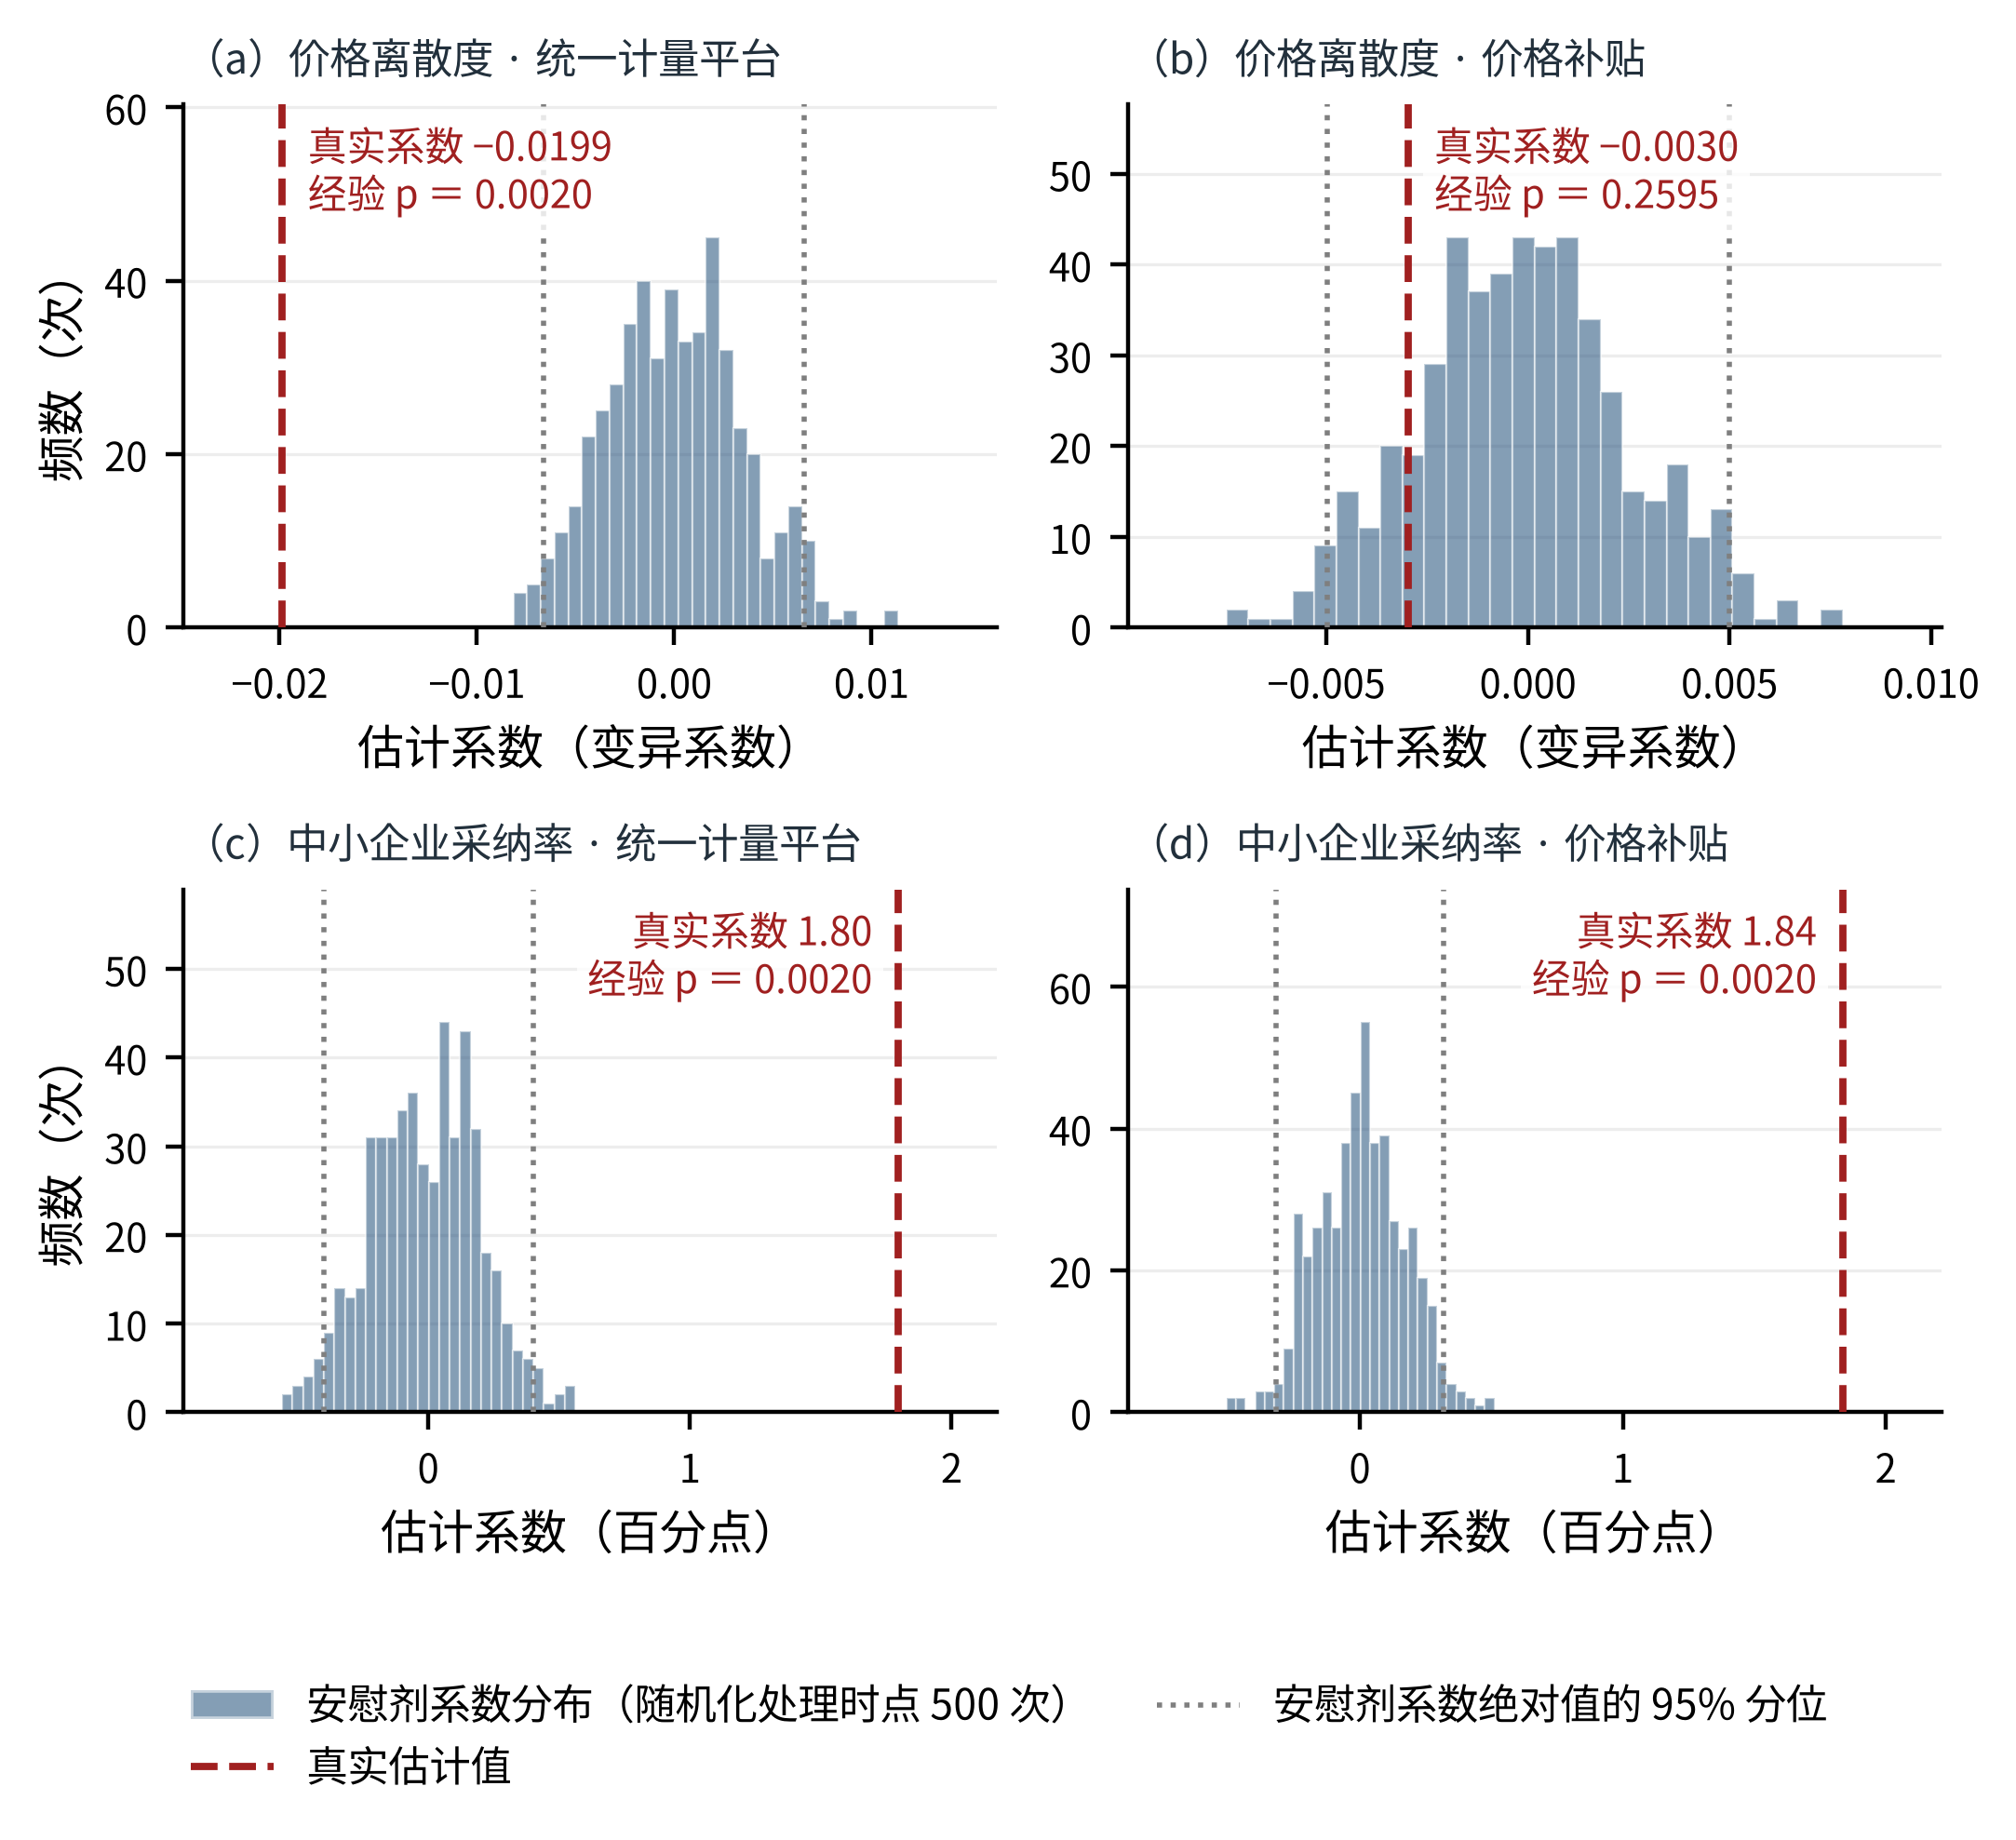 （a）价格离散度 · 统一计量平台
60
40
20
0
频数（次）
真实系数 −0.0199
经验 p = 0.0020
−0.02
−0.01
0.00
0.01
估计系数（变异系数）
（b）价格离散度 · 价格补贴
50
40
30
20
10
0
真实系数 −0.0030
经验 p = 0.2595
−0.005
0.000
0.005
0.010
估计系数（变异系数）
（c）中小企业采纳率 · 统一计量平台
50
40
30
20
10
0
频数（次）
真实系数 1.80
经验 p = 0.0020
0
1
2
估计系数（百分点）
（d）中小企业采纳率 · 价格补贴
60
40
20
0
真实系数 1.84
经验 p = 0.0020
0
1
2
估计系数（百分点）
安慰剂系数分布（随机化处理时点 500 次）
真实估计值
安慰剂系数绝对值的 95% 分位